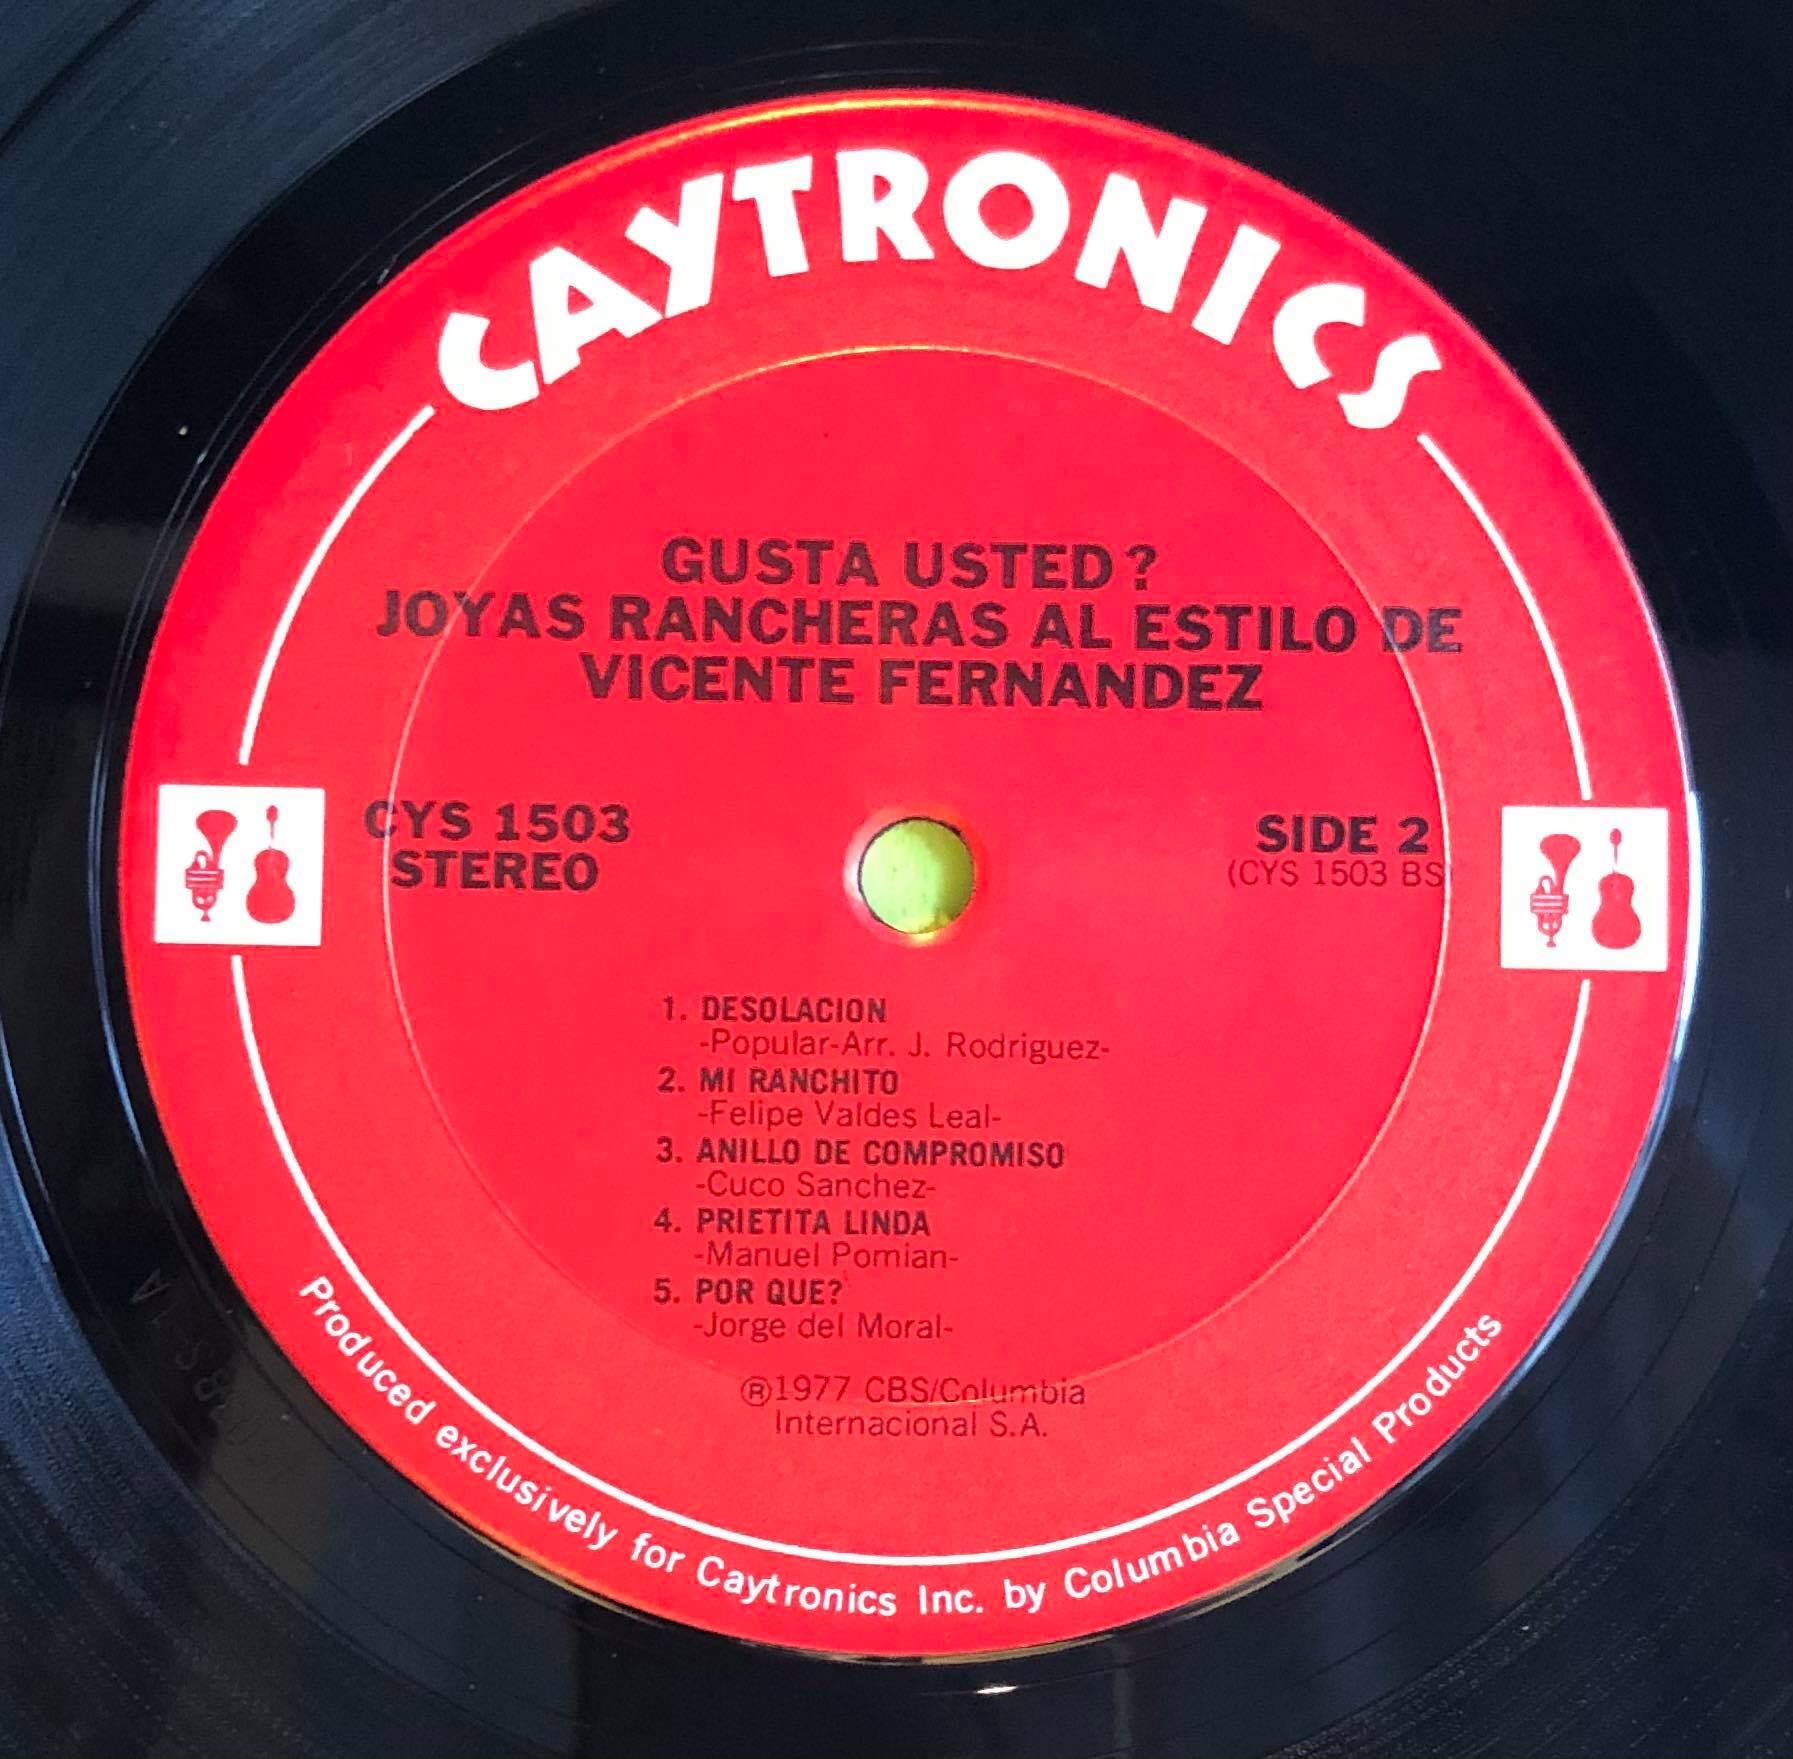 CAYTRONICS
GUSTA USTED?
JOYAS RANCHERAS AL ESTILO DE
VICENTE FERNANDEZ
CYS 1503
STEREO
SIDE 2
(CYS 1503 BS)
1. DESOLACION
-Popular-Arr. J. Rodriguez-
2. MI RANCHITO
-Felipe Valdes Leal-
3. ANILLO DE COMPROMISO
-Cuco Sanchez-
4. PRIETITA LINDA
-Manuel Pomian-
5. POR QUE?
-Jorge del Moral-
Ⓟ1977 CBS/Columbia
Internacional S.A.
Produced exclusively for Caytronics Inc. by Columbia Special Products